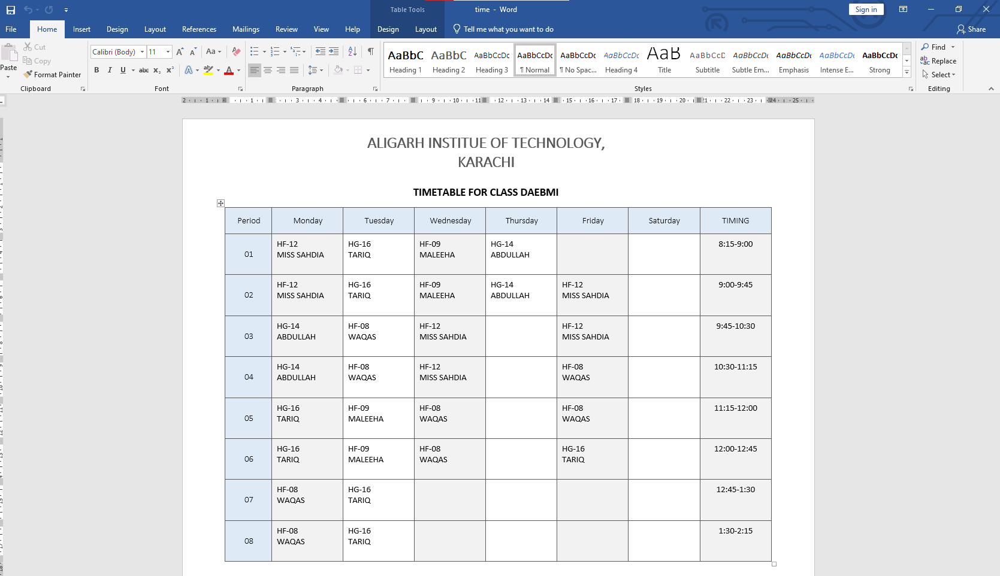 Table Tools
time - Word
Sign in
File Home Insert Design Layout References Mailings Review View Help Design Layout Tell me what you want to do Share
Paste
Cut
Copy
Format Painter
Clipboard
Calibri (Body) 11
Font
Paragraph
AaBbC AaBbC AaBbCcDc AaBbCcDc AaBbCcDc AaBbCcDc AaB AaBbCcD AaBbCcDc AaBbCcDc AaBbCcDc AaBbCcDc
Heading 1 Heading 2 Heading 3 ¶ Normal ¶ No Spac... Heading 4 Title Subtitle Subtle Em... Emphasis Intense E... Strong
Styles
Find
Replace
Select
Editing
ALIGARH INSTITUE OF TECHNOLOGY,
KARACHI
TIMETABLE FOR CLASS DAEBMI
Period Monday Tuesday Wednesday Thursday Friday Saturday TIMING
01 HF-12 HG-16 HF-09 HG-14 8:15-9:00
MISS SAHDIA TARIQ MALEEHA ABDULLAH
02 HF-12 HG-16 HF-09 HG-14 HF-12 9:00-9:45
MISS SAHDIA TARIQ MALEEHA ABDULLAH MISS SAHDIA
03 HG-14 HF-08 HF-12 HF-12 9:45-10:30
ABDULLAH WAQAS MISS SAHDIA MISS SAHDIA
04 HG-14 HF-08 HF-12 HF-08 10:30-11:15
ABDULLAH WAQAS MISS SAHDIA WAQAS
05 HG-16 HF-09 HF-08 HF-08 11:15-12:00
TARIQ MALEEHA WAQAS WAQAS
06 HG-16 HF-09 HF-08 HG-16 12:00-12:45
TARIQ MALEEHA WAQAS TARIQ
07 HF-08 HG-16 12:45-1:30
WAQAS TARIQ
08 HF-08 HG-16 1:30-2:15
WAQAS TARIQ